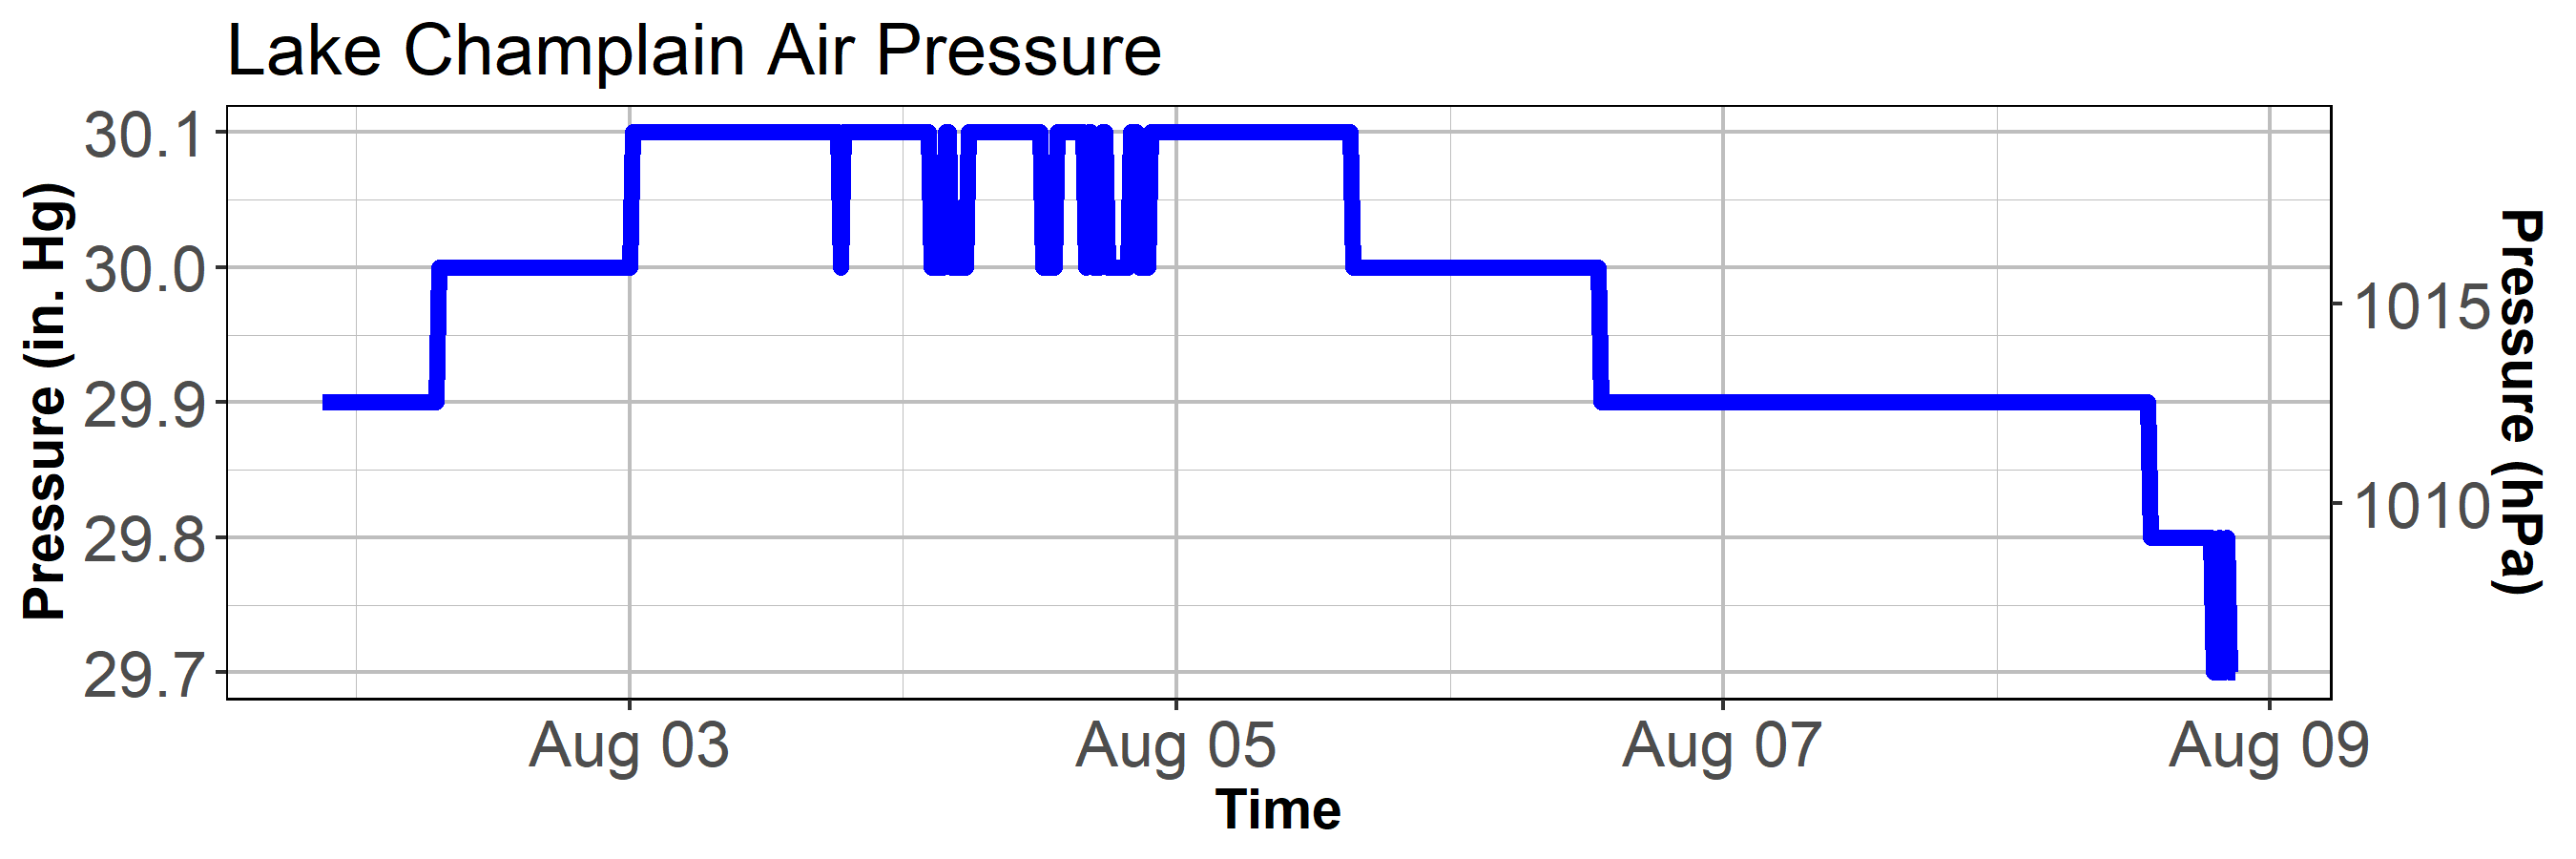 Lake Champlain Air Pressure
Pressure (in. Hg)
30.1
30.0
29.9
29.8
29.7
1015
1010
Pressure (hPa)
Aug 03 Aug 05 Aug 07 Aug 09
Time